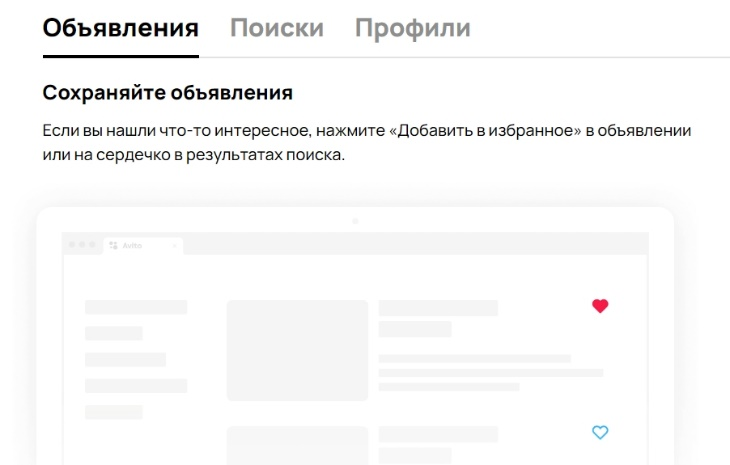 Объявления Поиски Профили
Сохраняйте объявления
Если вы нашли что-то интересное, нажмите «Добавить в избранное» в объявлении
или на сердечко в результатах поиска.
Avito